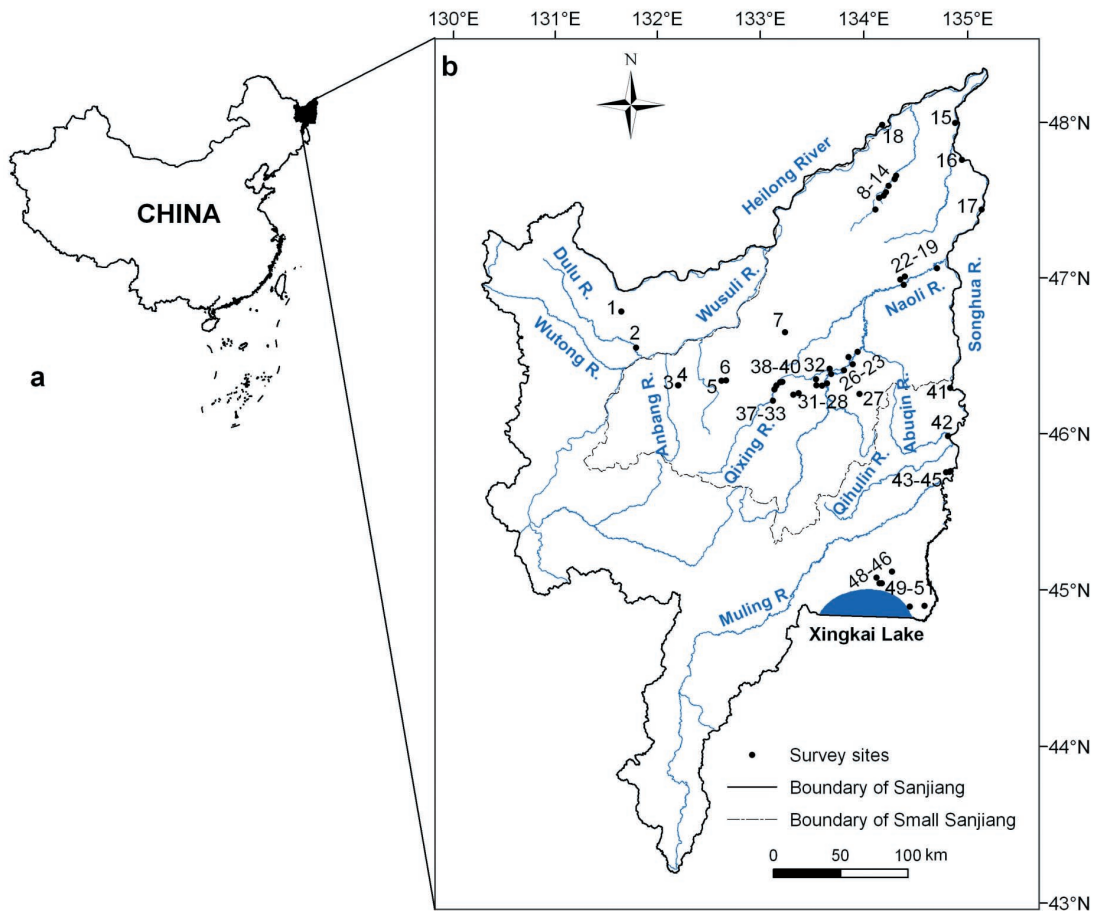 130°E 131°E 132°E 133°E 134°E 135°E
b
N
48°N
47°N
46°N
45°N
44°N
43°N
CHINA
a
Heilong River
18
15
16
8-14
17
22-19
Naoli R.
Songhua R.
Dulu R.
Wutong R.
Wusuli R.
1
2
7
3
4
5
6
38-40
32
26-23
37-33
31-28
27
Anbang R.
Qixing R.
Abuqin R.
Qihulin R.
41
42
43-45
48-46
49-51
Muling R.
Xingkai Lake
Survey sites
Boundary of Sanjiang
Boundary of Small Sanjiang
0 50 100 km